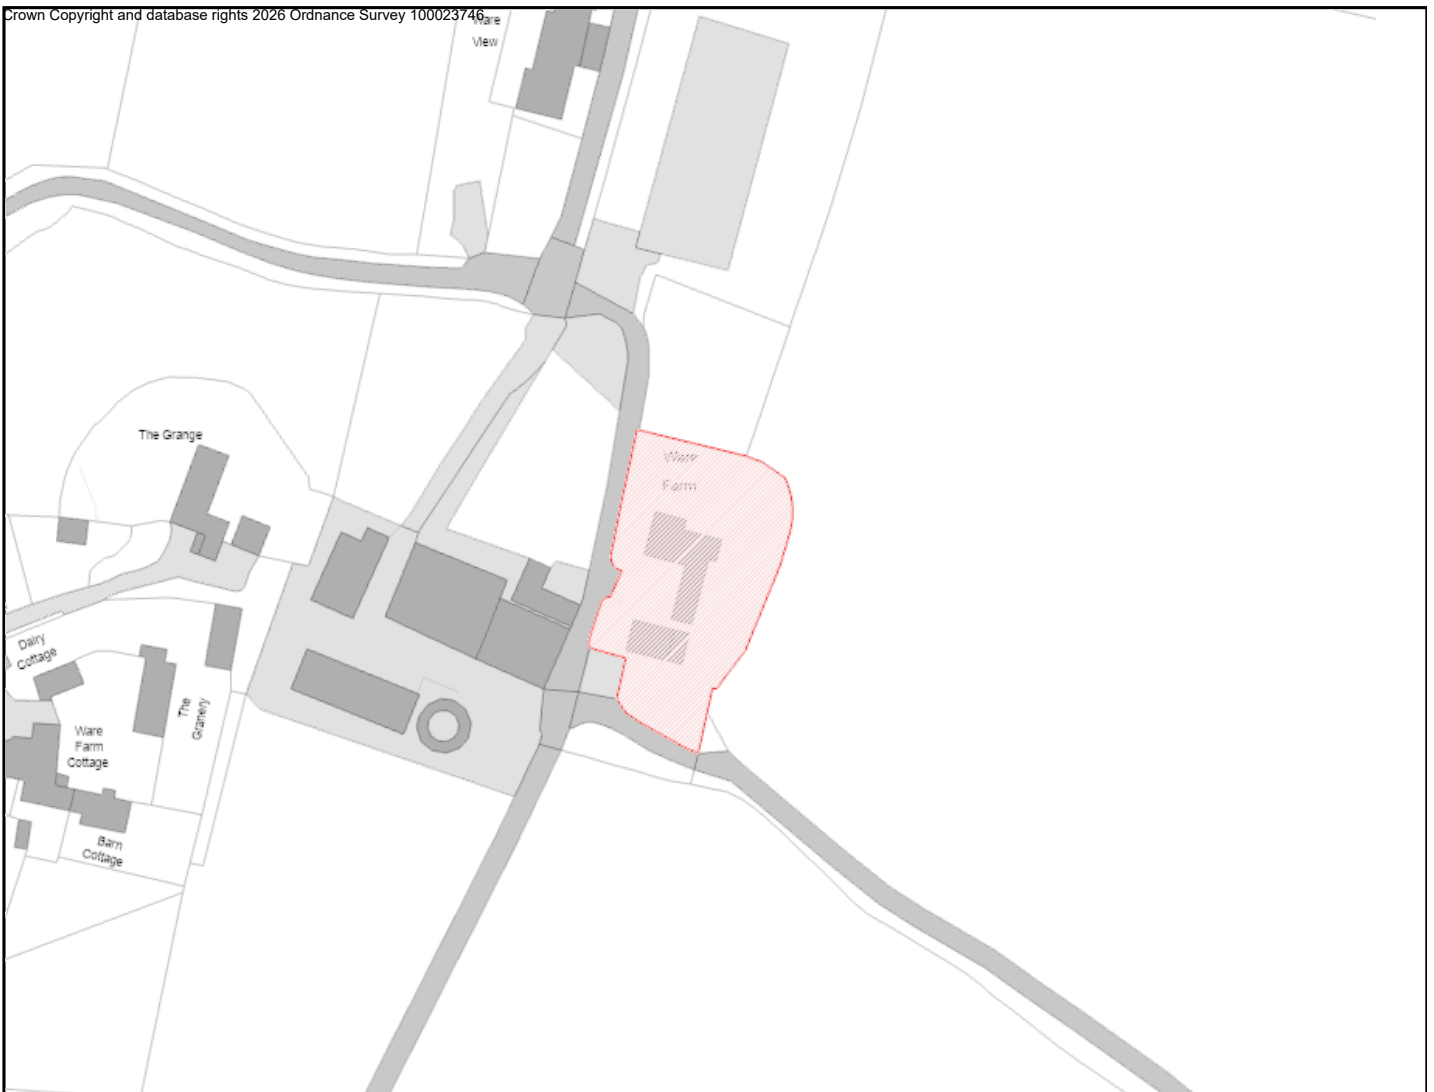 Crown Copyright and database rights 2026 Ordnance Survey 100023746
Ware
View
The Grange
Ware
Farm
Dairy
Cottage
The
Granery
Ware
Farm
Cottage
Barn
Cottage